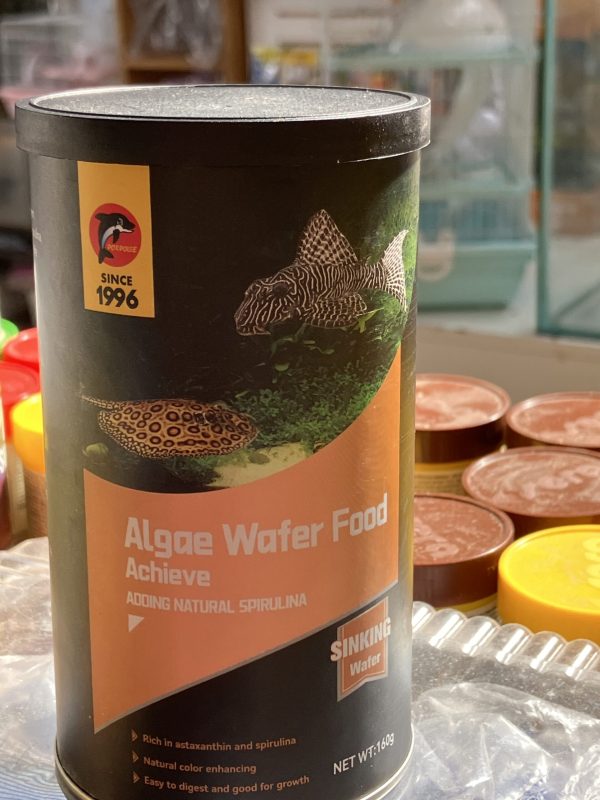 PORPOISE
SINCE
1996
Algae Wafer Food
Achieve
ADDING NATURAL SPIRULINA
SINKING
Wafer
Rich in astaxanthin and spirulina
Natural color enhancing
Easy to digest and good for growth
NET WT:160g